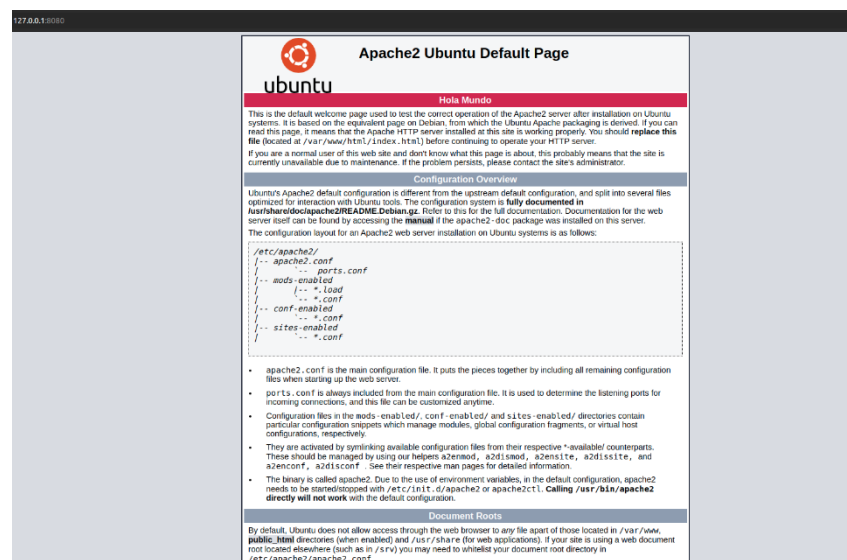 127.0.0.1:8080
Apache2 Ubuntu Default Page
ubuntu
Hola Mundo
This is the default welcome page used to test the correct operation of the Apache2 server after installation on Ubuntu
systems. It is based on the equivalent page on Debian, from which the Ubuntu Apache packaging is derived. If you can
read this page, it means that the Apache HTTP server installed at this site is working properly. You should replace this
file (located at /var/www/html/index.html) before continuing to operate your HTTP server.
If you are a normal user of this web site and don't know what this page is about, this probably means that the site is
currently unavailable due to maintenance. If the problem persists, please contact the site's administrator.
Configuration Overview
Ubuntu's Apache2 default configuration is different from the upstream default configuration, and split into several files
optimized for interaction with Ubuntu tools. The configuration system is fully documented in
/usr/share/doc/apache2/README.Debian.gz. Refer to this for the full documentation. Documentation for the web
server itself can be found by accessing the manual if the apache2-doc package was installed on this server.
The configuration layout for an Apache2 web server installation on Ubuntu systems is as follows:
/etc/apache2/
|-- apache2.conf
|       `--  ports.conf
|-- mods-enabled
|       |-- *.load
|       `-- *.conf
|-- conf-enabled
|       `-- *.conf
|-- sites-enabled
|       `-- *.conf
• apache2.conf is the main configuration file. It puts the pieces together by including all remaining configuration
files when starting up the web server.
• ports.conf is always included from the main configuration file. It is used to determine the listening ports for
incoming connections, and this file can be customized anytime.
• Configuration files in the mods-enabled/, conf-enabled/ and sites-enabled/ directories contain
particular configuration snippets which manage modules, global configuration fragments, or virtual host
configurations, respectively.
• They are activated by symlinking available configuration files from their respective *-available/ counterparts.
These should be managed by using our helpers a2enmod, a2dismod, a2ensite, a2dissite, and
a2enconf, a2disconf . See their respective man pages for detailed information.
• The binary is called apache2. Due to the use of environment variables, in the default configuration, apache2
needs to be started/stopped with /etc/init.d/apache2 or apache2ctl. Calling /usr/bin/apache2
directly will not work with the default configuration.
Document Roots
By default, Ubuntu does not allow access through the web browser to any file apart of those located in /var/www,
public_html directories (when enabled) and /usr/share (for web applications). If your site is using a web document
root located elsewhere (such as in /srv) you may need to whitelist your document root directory in
/etc/apache2/apache2.conf